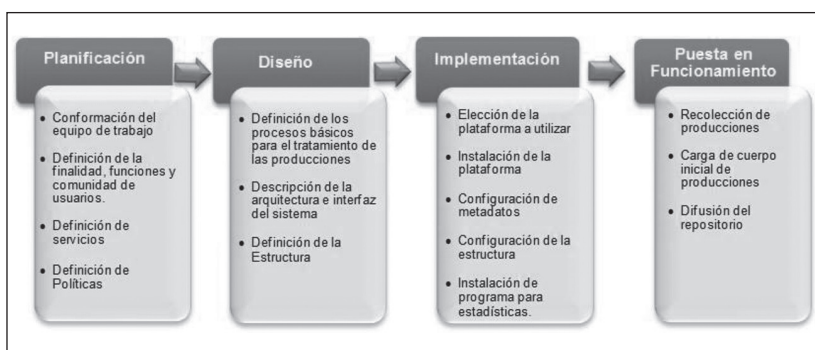 Planificación
• Conformación del
equipo de trabajo
• Definición de la
finalidad, funciones y
comunidad de
usuarios.
• Definición de
servicios
• Definición de
Políticas
Diseño
• Definición de los
procesos básicos
para el tratamiento de
las producciones
• Descripción de la
arquitectura e interfaz
del sistema
• Definición de la
Estructura
Implementación
• Elección de la
plataforma a utilizar
• Instalación de la
plataforma
• Configuración de
metadatos
• Configuración de la
estructura
• Instalación de
programa para
estadísticas.
Puesta en
Funcionamiento
• Recolección de
producciones
• Carga de cuerpo
inicial de
producciones
• Difusión del
repositorio